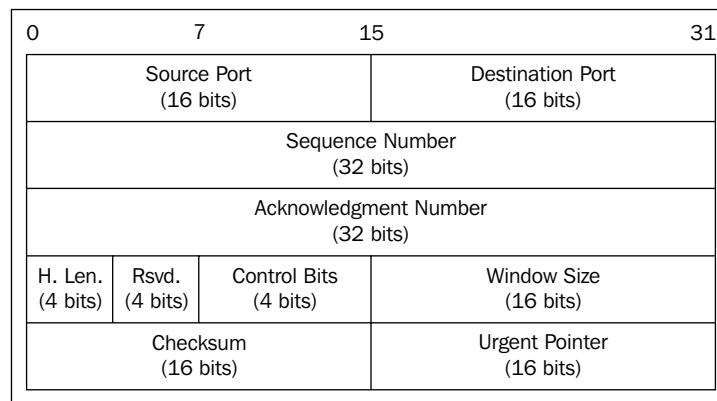 0 7 15 31
Source Port Destination Port
(16 bits) (16 bits)
Sequence Number
(32 bits)
Acknowledgment Number
(32 bits)
H. Len. Rsvd. Control Bits Window Size
(4 bits) (4 bits) (4 bits) (16 bits)
Checksum Urgent Pointer
(16 bits) (16 bits)